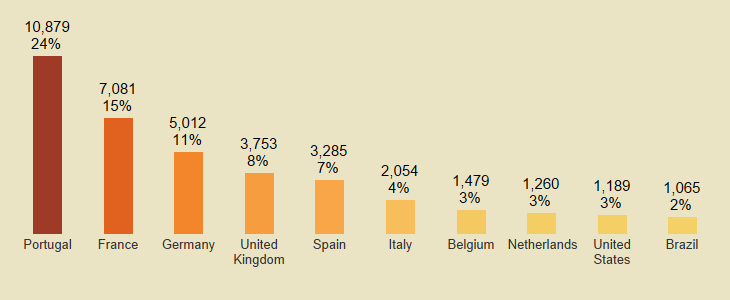 10,879
24%
7,081
15%
5,012
11%
3,753
8%
3,285
7%
2,054
4%
1,479
3%
1,260
3%
1,189
3%
1,065
2%
Portugal
France
Germany
United
Kingdom
Spain
Italy
Belgium
Netherlands
United
States
Brazil